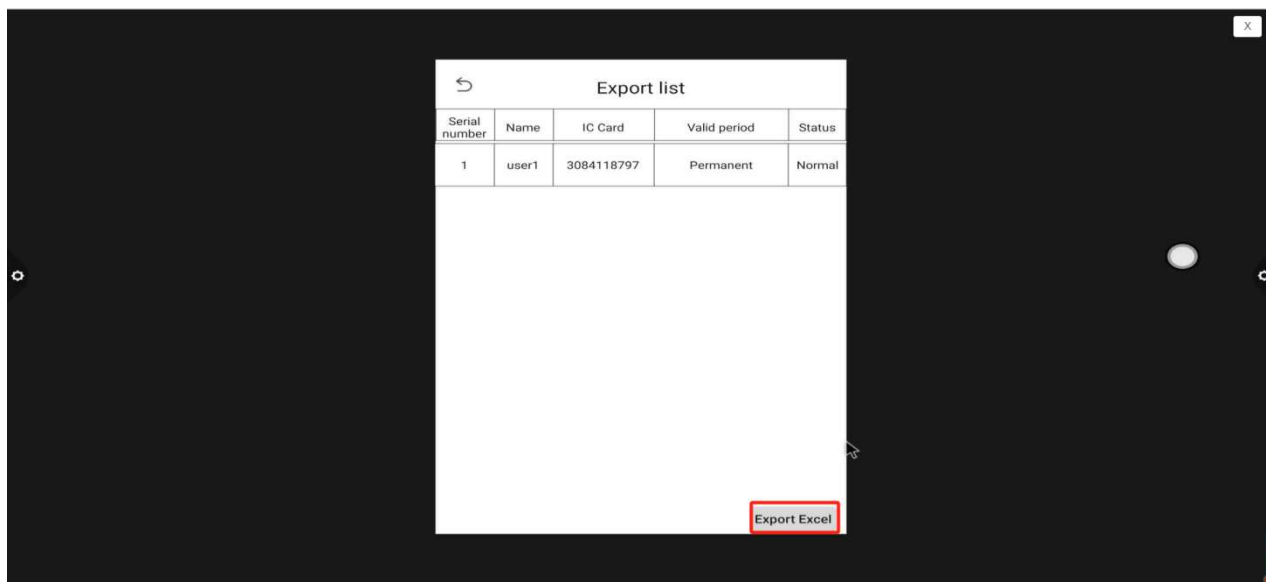 X
Export list
Serial number Name IC Card Valid period Status
1 user1 3084118797 Permanent Normal
Export Excel